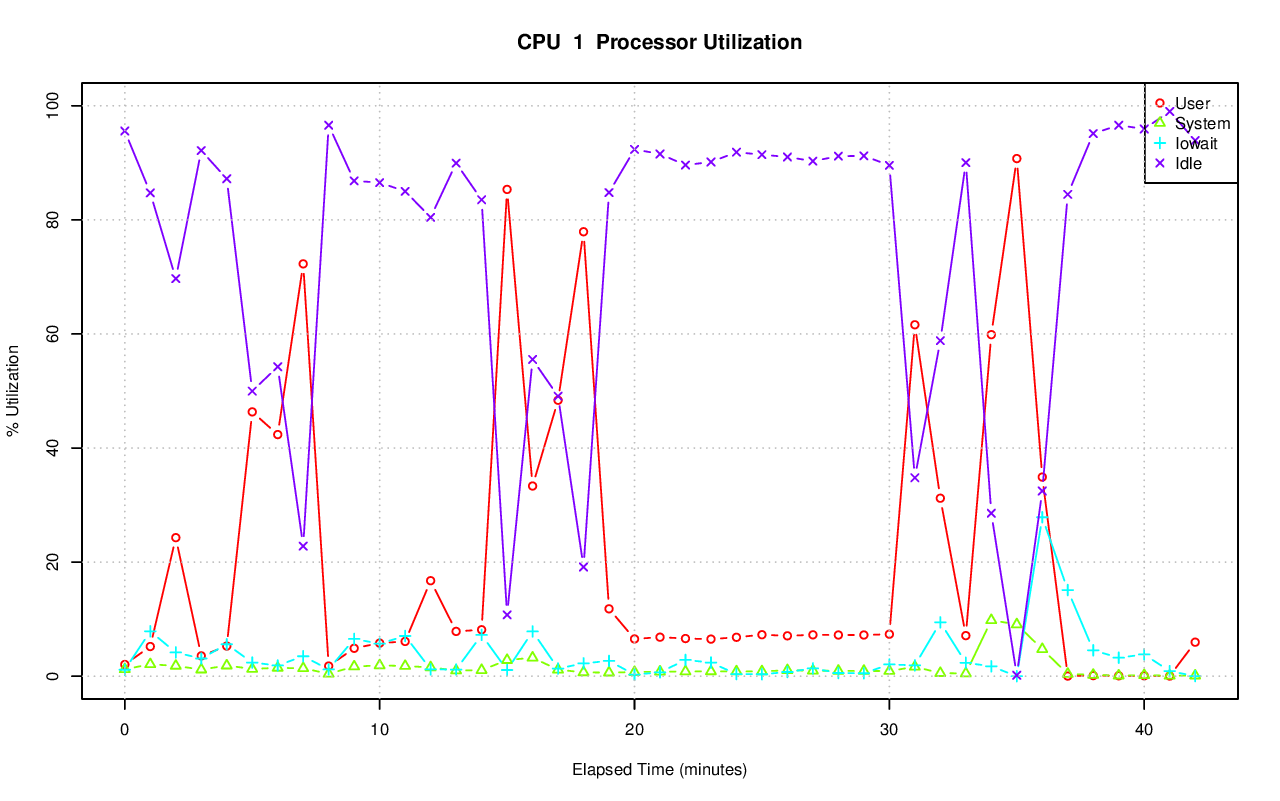 CPU 1 Processor Utilization
% Utilization
100
80
60
40
20
0
User
System
Iowait
Idle
0 10 20 30 40
Elapsed Time (minutes)